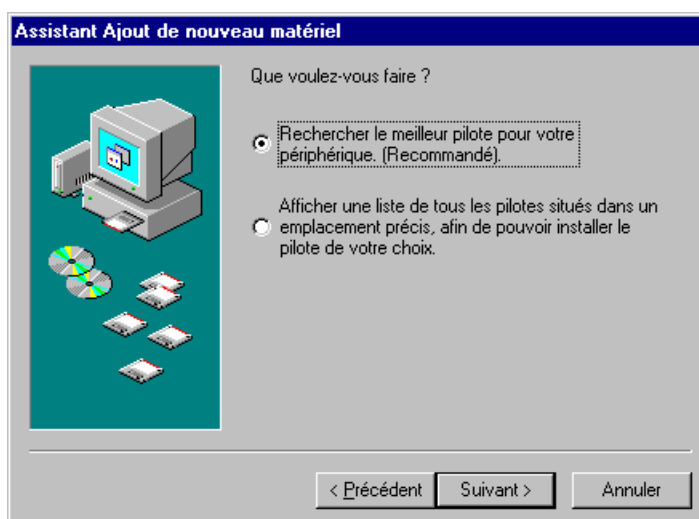 Assistant Ajout de nouveau matériel
Que voulez-vous faire ?
Rechercher le meilleur pilote pour votre
périphérique. (Recommandé).
Afficher une liste de tous les pilotes situés dans un
emplacement précis, afin de pouvoir installer le
pilote de votre choix.
< Précédent
Suivant >
Annuler